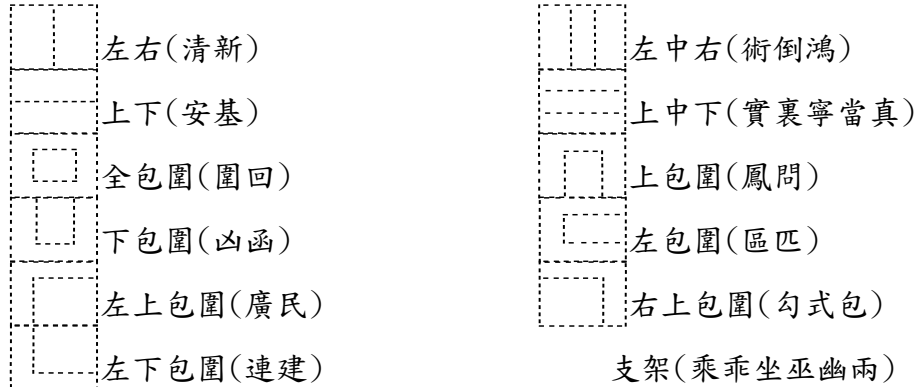 左右(清新) 左中右(術倒鴻)
上下(安基) 上中下(實裏寧當真)
全包圍(圍回) 上包圍(鳳問)
下包圍(凶函) 左包圍(區匹)
左上包圍(廣民) 右上包圍(勾式包)
左下包圍(連建) 支架(乘乖坐巫幽兩)